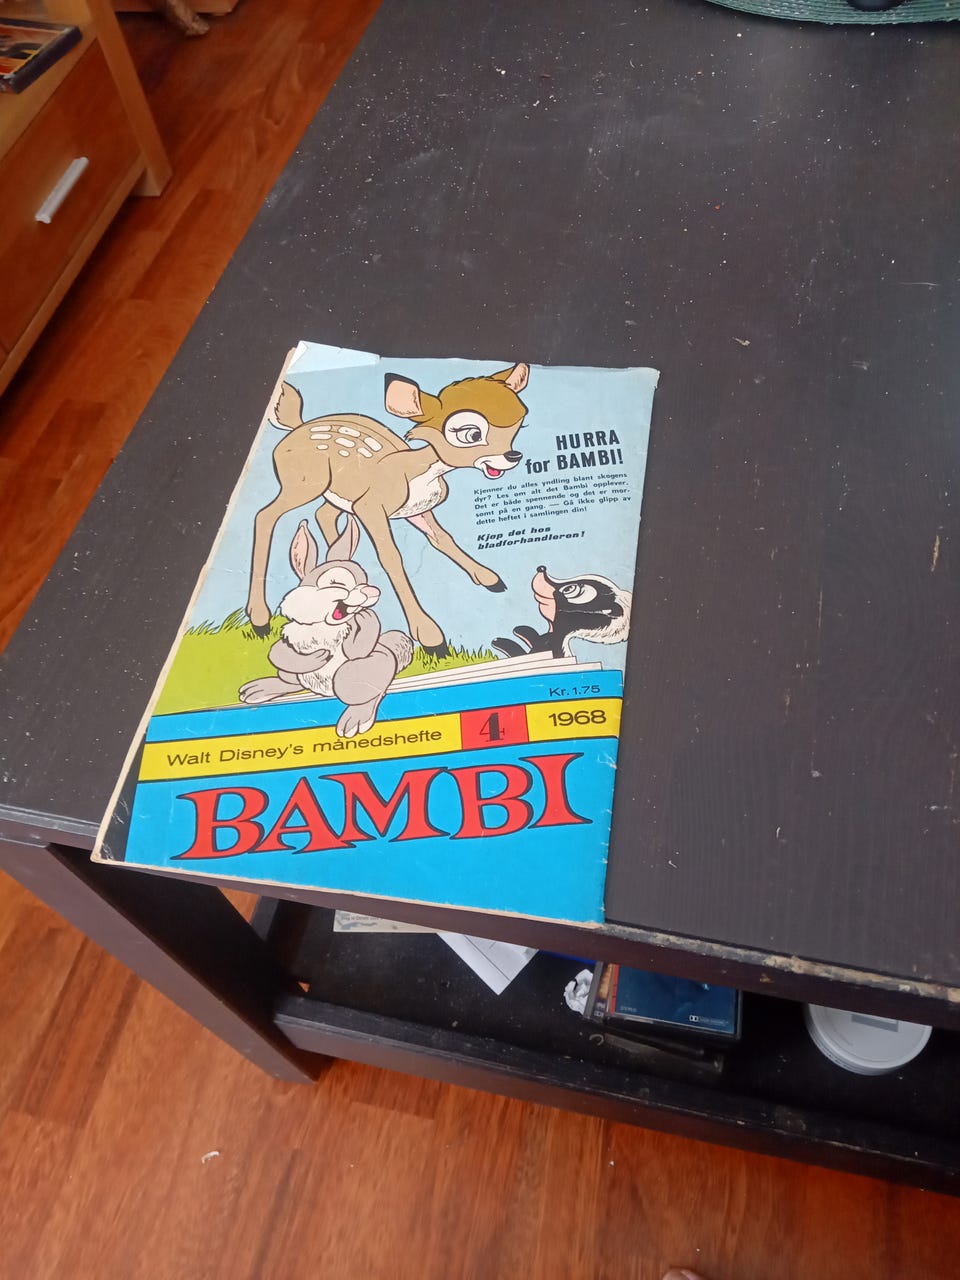 HURRA
for BAMBI!
Kjenner du alles yndling blant skogens
dyr? Les om alt det Bambi opplever.
Det er både spennende og det er mor-
somt på en gang. — Gå ikke glipp av
dette heftet i samlingen din!
Kjøp det hos
bladforhandleren!
Kr. 1.75
Walt Disney's månedshefte 4 1968
BAMBI